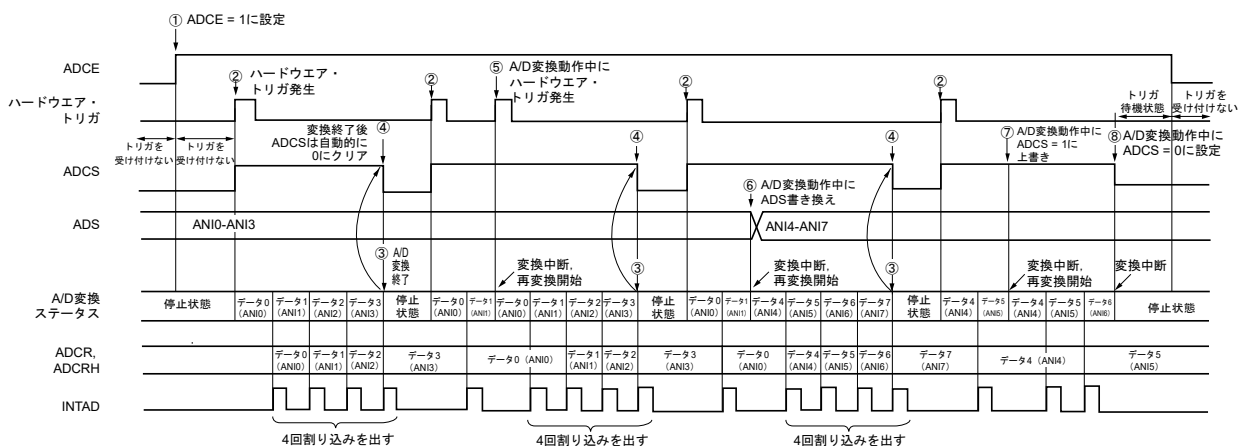 ① ADCE = 1に設定
ADCE
② ハードウエア・
トリガ発生
②
⑤ A/D変換動作中に
ハードウエア・
トリガ発生
②
②
トリガ
待機状態
トリガを
受け付けない
ハードウエア・
トリガ
トリガを
受け付けない
トリガを
受け付けない
変換終了後
ADCSは自動的に
0にクリア
④
④
④
⑦ A/D変換動作中に
ADCS = 1に
上書き
⑧ A/D変換動作中に
ADCS = 0に設定
ADCS
⑥ A/D変換動作中に
ADS書き換え
ADS
ANI0-ANI3
ANI4-ANI7
③ A/D
変換
終了
変換中断,
再変換開始
③
変換中断,
再変換開始
③
変換中断,
再変換開始
変換中断
A/D変換
ステータス
停止状態
データ0
(ANI0)
データ1
(ANI1)
データ2
(ANI2)
データ3
(ANI3)
停止
状態
データ0
(ANI0)
データ1
(ANI1)
データ0
(ANI0)
データ1
(ANI1)
データ2
(ANI2)
データ3
(ANI3)
停止
状態
データ0
(ANI0)
データ1
(ANI1)
データ4
(ANI4)
データ5
(ANI5)
データ6
(ANI6)
データ7
(ANI7)
停止
状態
データ4
(ANI4)
データ5
(ANI5)
データ4
(ANI4)
データ5
(ANI5)
データ6
(ANI6)
停止状態
ADCR,
ADCRH
データ0
(ANI0)
データ1
(ANI1)
データ2
(ANI2)
データ3
(ANI3)
データ0 (ANI0)
データ1
(ANI1)
データ2
(ANI2)
データ3
(ANI3)
データ0
(ANI0)
データ4
(ANI4)
データ5
(ANI5)
データ6
(ANI6)
データ7
(ANI7)
データ4 (ANI4)
データ5
(ANI5)
INTAD
4回割り込みを出す
4回割り込みを出す
4回割り込みを出す